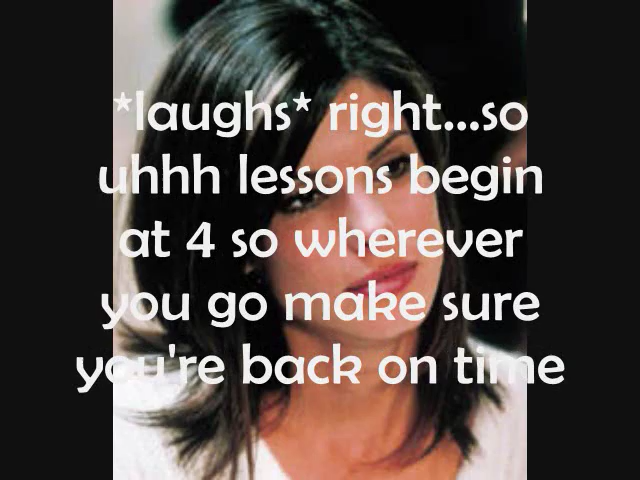 *laughs* right...so
uhhh lessons begin
at 4 so wherever
you go make sure
you're back on time